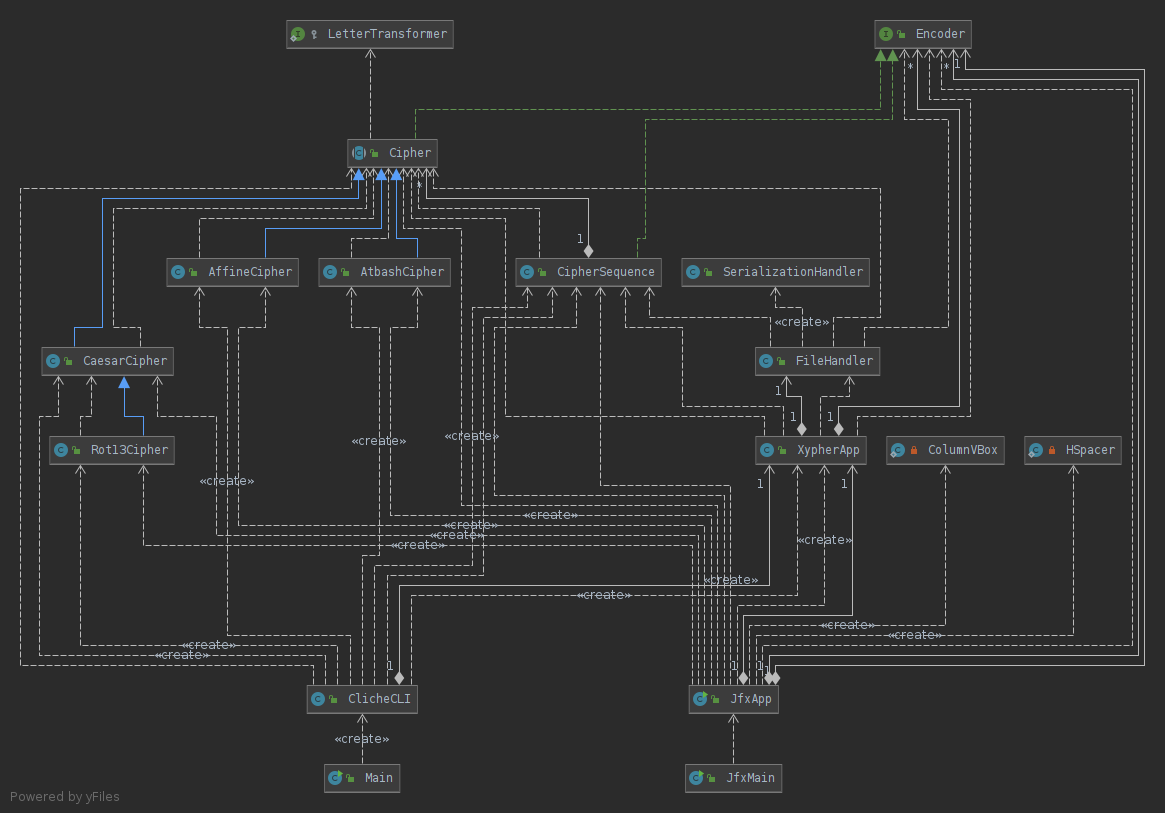 LetterTransformer
Encoder
*
*
1
Cipher
*
1
AffineCipher
AtbashCipher
CipherSequence
SerializationHandler
«create»
CaesarCipher
FileHandler
1
1
1
Rot13Cipher
«create»
«create»
XypherApp
ColumnVBox
HSpacer
«create»
1
1
«create»
«create»
«create»
«create»
«create»
«create»
«create»
«create»
«create»
«create»
«create»
1
1
1
1
ClicheCLI
JfxApp
«create»
Main
JfxMain
Powered by yFiles